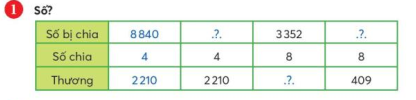 1 Số?
Số bị chia 8 840 .?. 3 352 .?.
Số chia 4 4 8 8
Thương 2 210 2 210 .?. 409